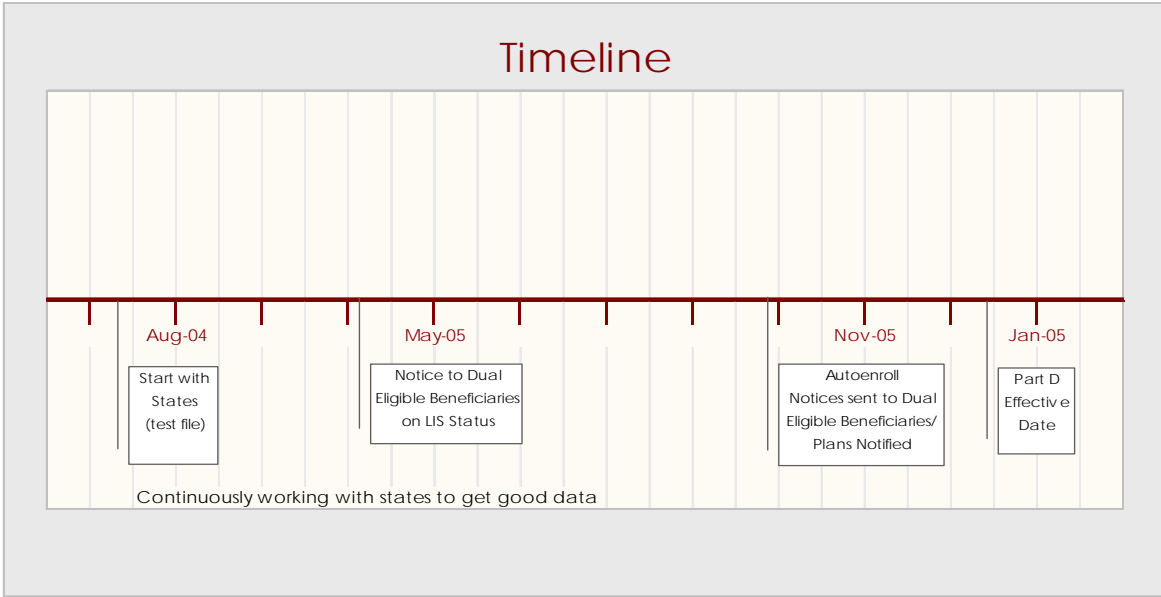 Timeline
Aug-04
May-05
Nov-05
Jan-05
Start with
States
(test file)
Notice to Dual
Eligible Beneficiaries
on LIS Status
Autoenroll
Notices sent to Dual
Eligible Beneficiaries/
Plans Notified
Part D
Effective
Date
Continuously working with states to get good data